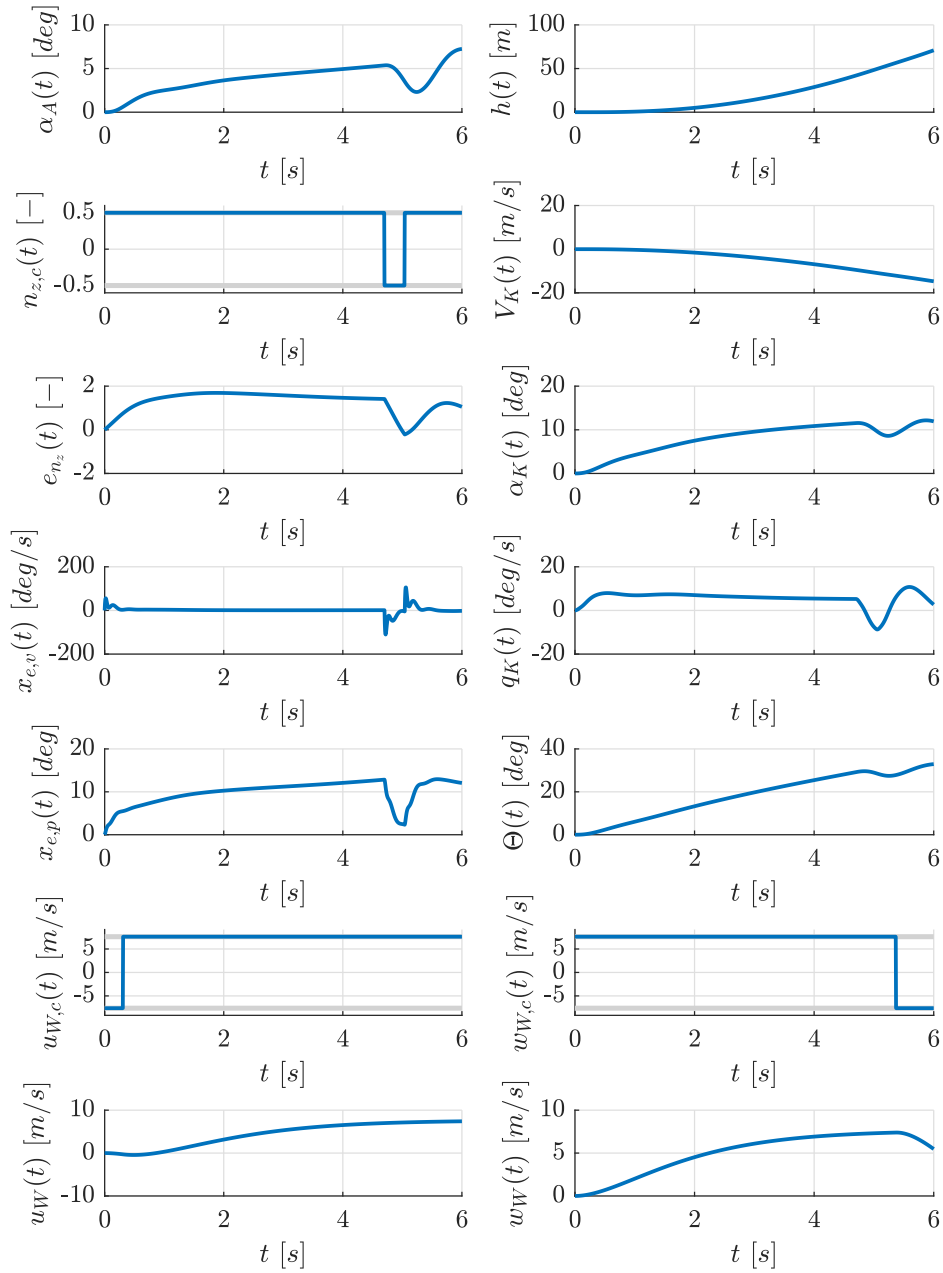 α_A(t) [deg]
10
5
0
0 2 4 6
t [s]
h(t) [m]
100
50
0
0 2 4 6
t [s]
n_{z,c}(t) [−]
0.5
0
-0.5
0 2 4 6
t [s]
V_K(t) [m/s]
20
0
-20
0 2 4 6
t [s]
e_{n_z}(t) [−]
2
0
-2
0 2 4 6
t [s]
α_K(t) [deg]
20
10
0
0 2 4 6
t [s]
x_{e,v}(t) [deg/s]
200
0
-200
0 2 4 6
t [s]
q_K(t) [deg/s]
20
0
-20
0 2 4 6
t [s]
x_{e,p}(t) [deg]
20
10
0
0 2 4 6
t [s]
Θ(t) [deg]
40
20
0
0 2 4 6
t [s]
u_{W,c}(t) [m/s]
5
0
-5
0 2 4 6
t [s]
w_{W,c}(t) [m/s]
5
0
-5
0 2 4 6
t [s]
u_W(t) [m/s]
10
0
-10
0 2 4 6
t [s]
w_W(t) [m/s]
10
5
0
0 2 4 6
t [s]